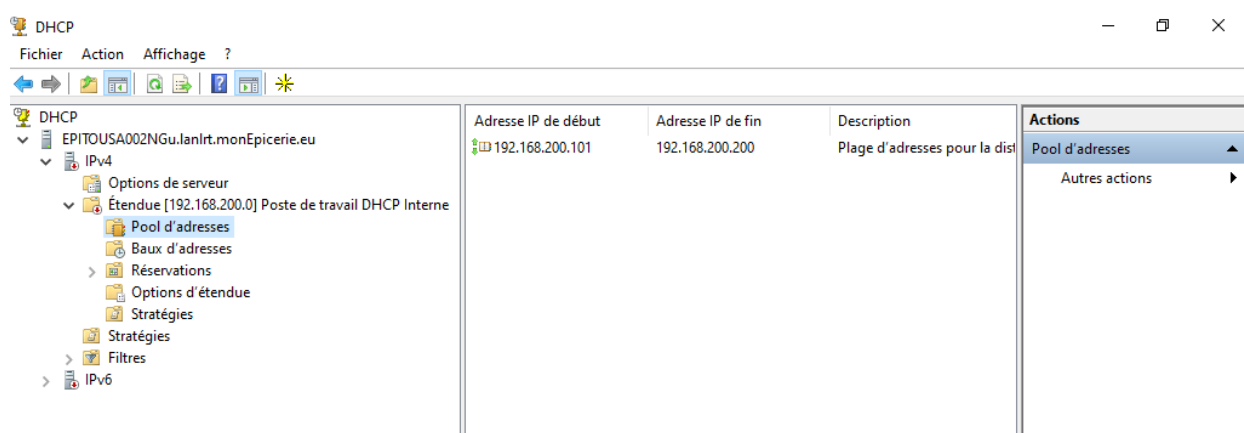 DHCP
Fichier Action Affichage ?
DHCP
EPITOUSA002NGu.lanlrt.monEpicerie.eu
IPv4
Options de serveur
Étendue [192.168.200.0] Poste de travail DHCP Interne
Pool d'adresses
Baux d'adresses
Réservations
Options d'étendue
Stratégies
Stratégies
Filtres
IPv6
Adresse IP de début Adresse IP de fin Description
192.168.200.101 192.168.200.200 Plage d'adresses pour la dist
Actions
Pool d'adresses
Autres actions